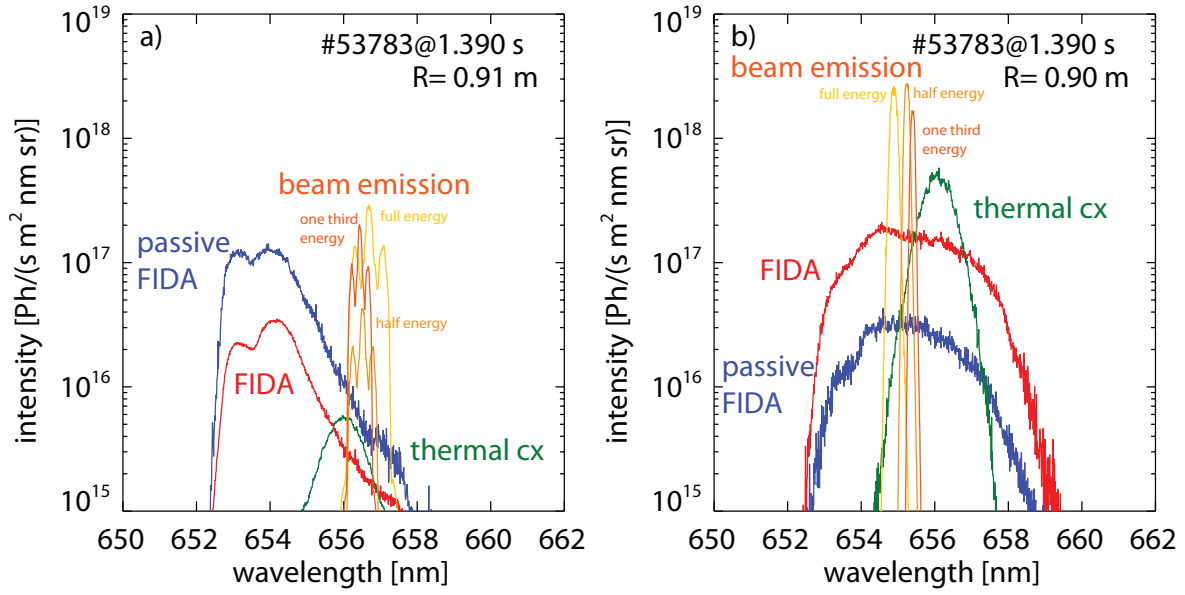 a)
#53783@1.390 s
R= 0.91 m
10^19
10^18
10^17
10^16
10^15
intensity [Ph/(s m^2 nm sr)]
beam emission
one third
energy
full energy
half energy
passive
FIDA
FIDA
thermal cx
650 652 654 656 658 660 662
wavelength [nm]
b)
#53783@1.390 s
R= 0.90 m
10^19
10^18
10^17
10^16
10^15
intensity [Ph/(s m^2 nm sr)]
beam emission
full energy
half energy
one third
energy
thermal cx
FIDA
passive
FIDA
650 652 654 656 658 660 662
wavelength [nm]